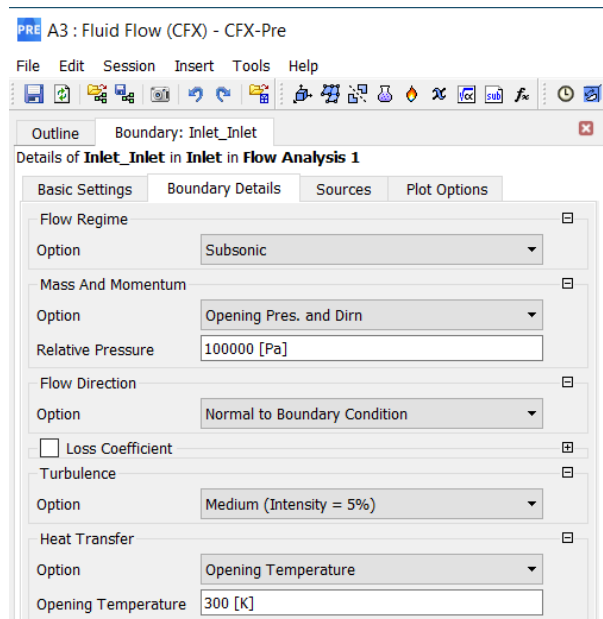 PRE A3 : Fluid Flow (CFX) - CFX-Pre
File Edit Session Insert Tools Help
√α sub fx
Outline Boundary: Inlet_Inlet
Details of Inlet_Inlet in Inlet in Flow Analysis 1
Basic Settings Boundary Details Sources Plot Options
Flow Regime
Option Subsonic
Mass And Momentum
Option Opening Pres. and Dirn
Relative Pressure 100000 [Pa]
Flow Direction
Option Normal to Boundary Condition
Loss Coefficient
Turbulence
Option Medium (Intensity = 5%)
Heat Transfer
Option Opening Temperature
Opening Temperature 300 [K]